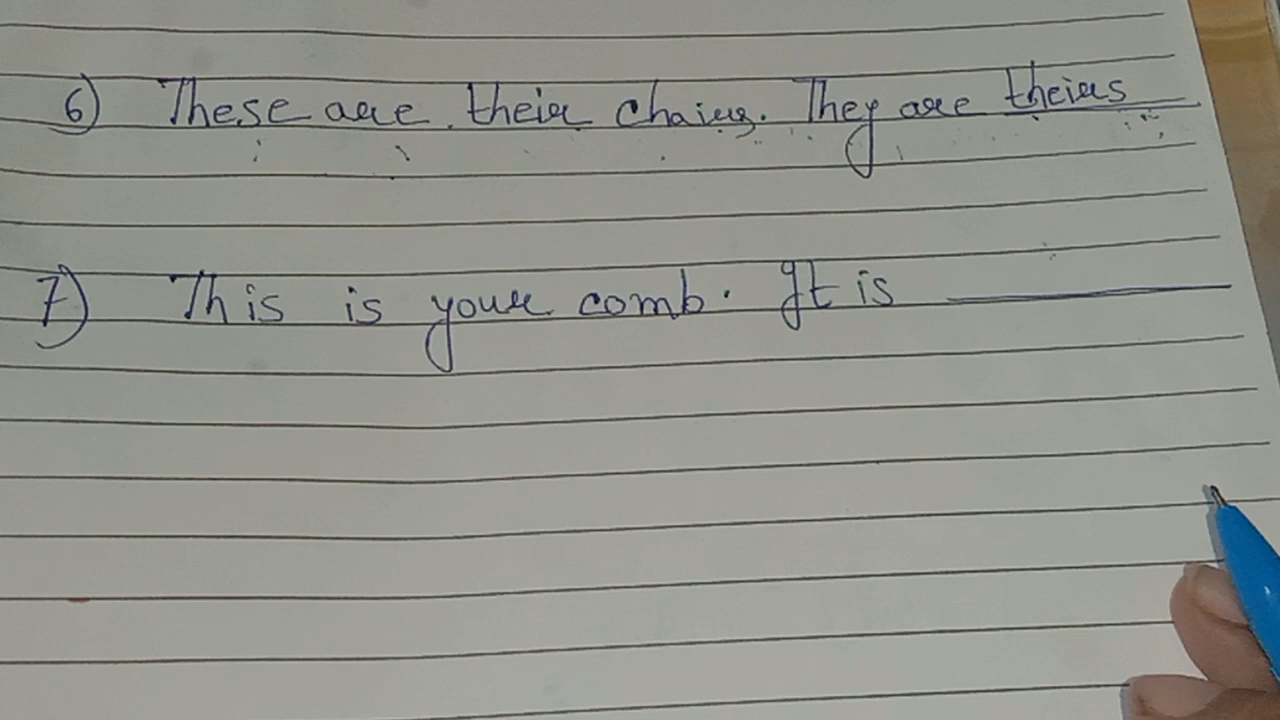 6) These are their chairs. They are theirs
7) This is your comb. It is